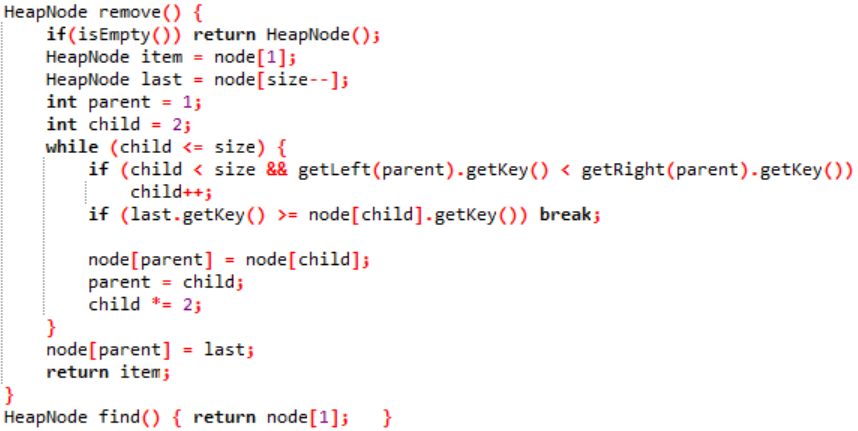 HeapNode remove() {
    if(isEmpty()) return HeapNode();
    HeapNode item = node[1];
    HeapNode last = node[size--];
    int parent = 1;
    int child = 2;
    while (child <= size) {
        if (child < size && getLeft(parent).getKey() < getRight(parent).getKey())
            child++;
        if (last.getKey() >= node[child].getKey()) break;

        node[parent] = node[child];
        parent = child;
        child *= 2;
    }
    node[parent] = last;
    return item;
}
HeapNode find() { return node[1];   }